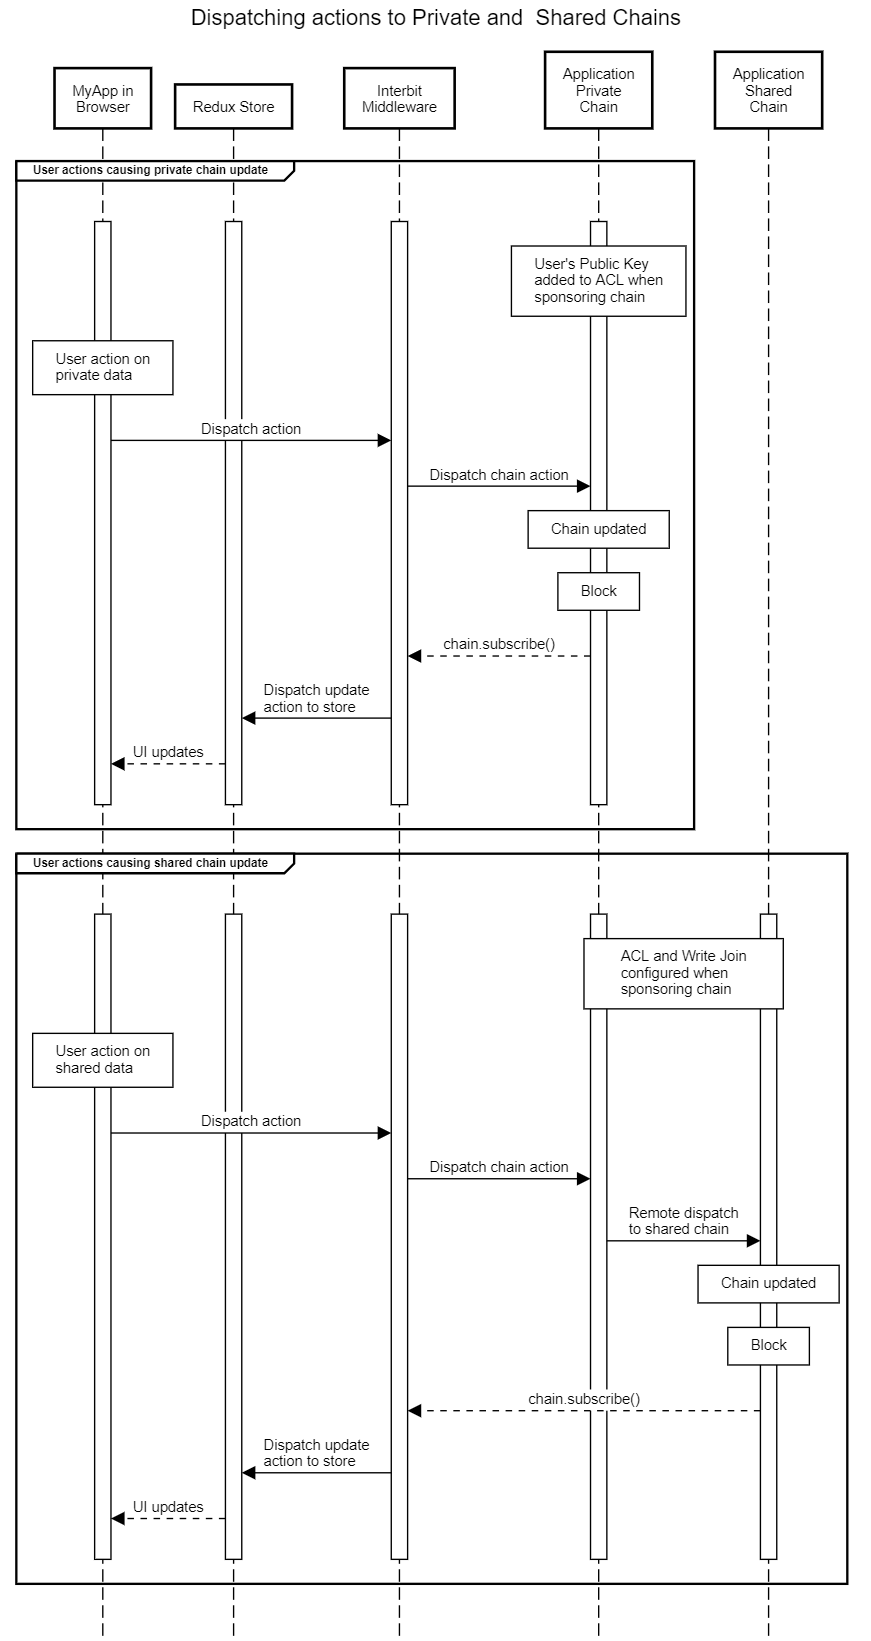 Dispatching actions to Private and  Shared Chains
MyApp in
Browser
Redux Store
Interbit
Middleware
Application
Private
Chain
Application
Shared
Chain
User actions causing private chain update
User's Public Key
added to ACL when
sponsoring chain
User action on
private data
Dispatch action
Dispatch chain action
Chain updated
Block
chain.subscribe()
Dispatch update
action to store
UI updates
User actions causing shared chain update
ACL and Write Join
configured when
sponsoring chain
User action on
shared data
Dispatch action
Dispatch chain action
Remote dispatch
to shared chain
Chain updated
Block
chain.subscribe()
Dispatch update
action to store
UI updates